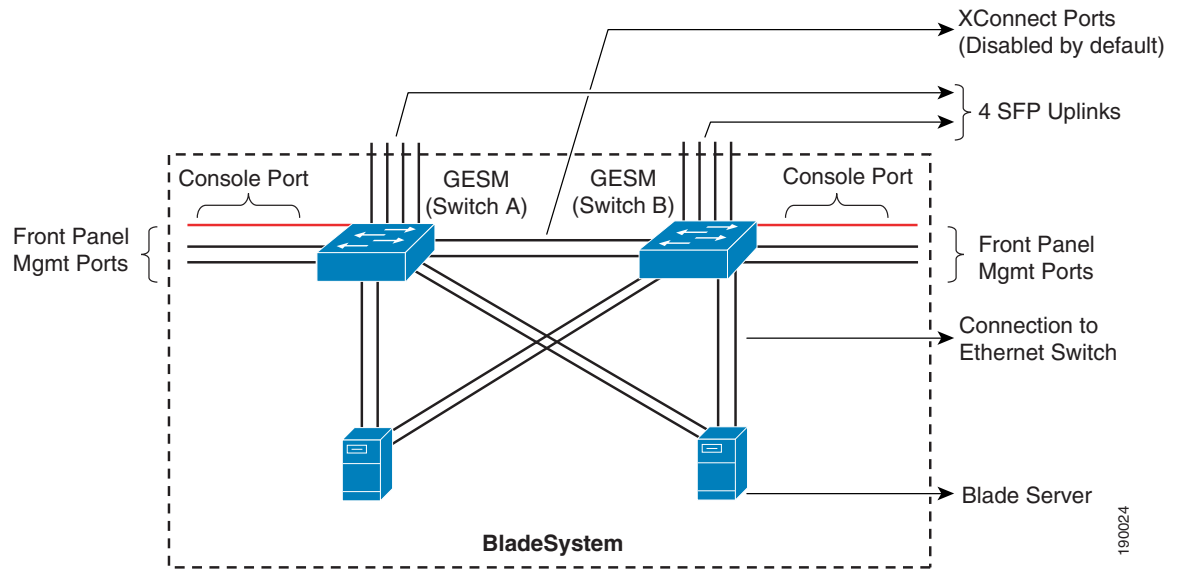 XConnect Ports
(Disabled by default)
4 SFP Uplinks
Console Port
GESM
(Switch A)
GESM
(Switch B)
Console Port
Front Panel
Mgmt Ports
Front Panel
Mgmt Ports
Connection to
Ethernet Switch
Blade Server
BladeSystem
190024